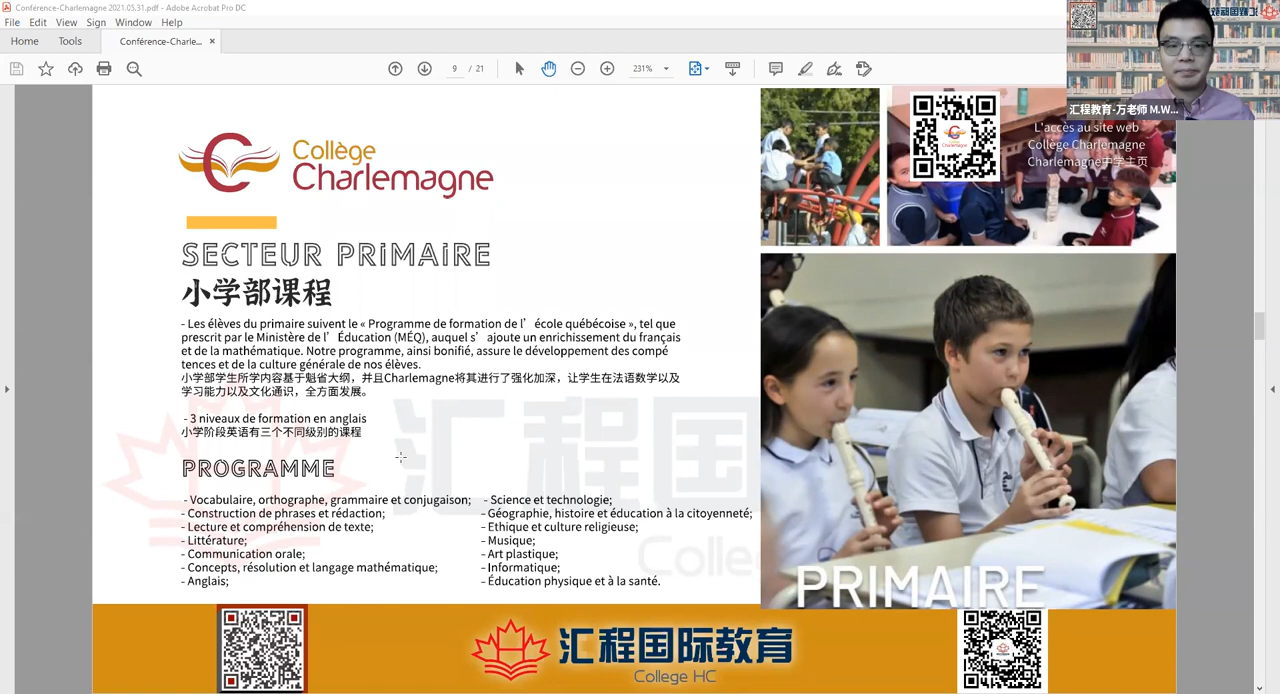 Conférence-Charlemagne 2021.05.31.pdf - Adobe Acrobat Pro DC
File Edit View Sign Window Help
Home Tools Conférence-Charle... ×
9 / 21 231%
汇程教育-万老师 M.W...
Collège
Charlemagne
L'accès au site web
Collège Charlemagne
Charlemagne中学主页
SECTEUR PRIMAIRE
小学部课程
- Les élèves du primaire suivent le « Programme de formation de l’école québécoise », tel que
prescrit par le Ministère de l’Éducation (MÉQ), auquel s’ajoute un enrichissement du français
et de la mathématique. Notre programme, ainsi bonifié, assure le développement des compé
tences et de la culture générale de nos élèves.
小学部学生所学内容基于魁省大纲，并且Charlemagne将其进行了强化加深，让学生在法语数学以及
学习能力以及文化通识，全方面发展。
- 3 niveaux de formation en anglais
小学阶段英语有三个不同级别的课程
PROGRAMME
- Vocabulaire, orthographe, grammaire et conjugaison;
- Construction de phrases et rédaction;
- Lecture et compréhension de texte;
- Littérature;
- Communication orale;
- Concepts, résolution et langage mathématique;
- Anglais;
- Science et technologie;
- Géographie, histoire et éducation à la citoyenneté;
- Ethique et culture religieuse;
- Musique;
- Art plastique;
- Informatique;
- Éducation physique et à la santé.
汇程国
Colle
PRIMAIRE
汇程国际教育
College HC